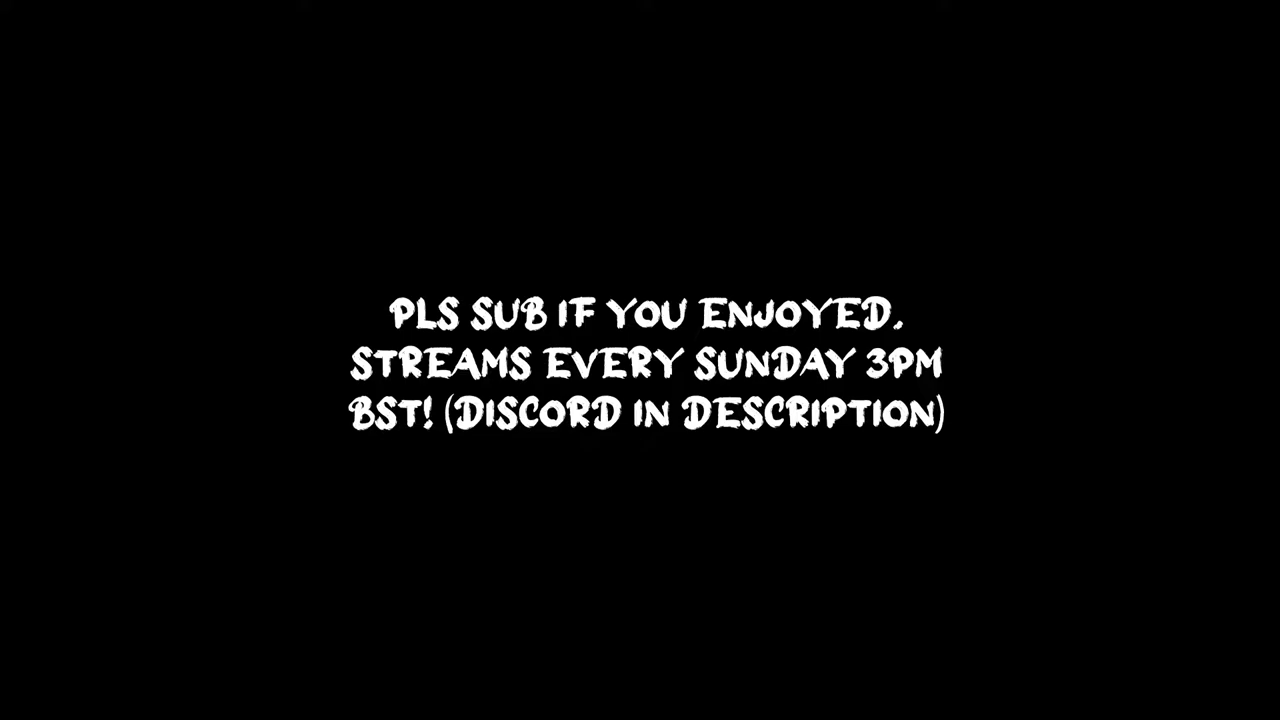 PLS SUB IF YOU ENJOYED.
STREAMS EVERY SUNDAY 3PM
BST! (DISCORD IN DESCRIPTION)